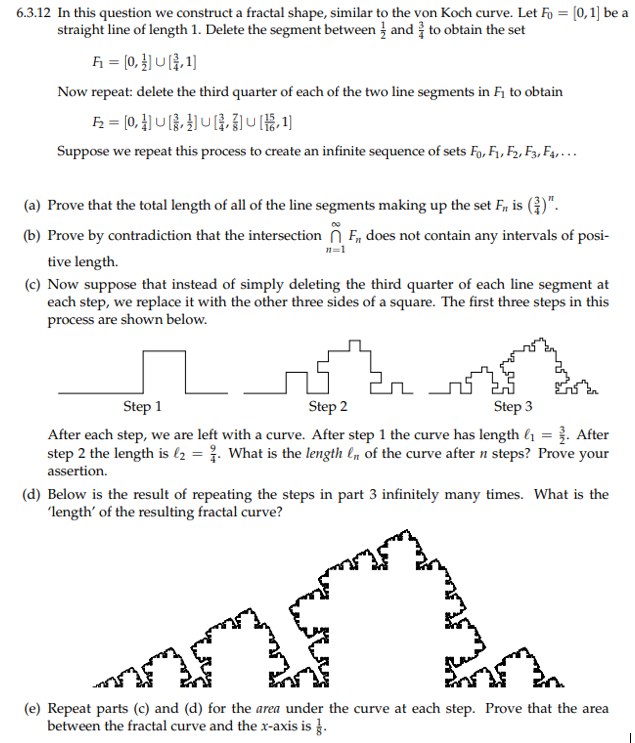 6.3.12 In this question we construct a fractal shape, similar to the von Koch curve. Let F₀ = [0, 1] be a
straight line of length 1. Delete the segment between 1/2 and 3/4 to obtain the set
F₁ = [0, 1/2] ∪ [3/4, 1]
Now repeat: delete the third quarter of each of the two line segments in F₁ to obtain
F₂ = [0, 1/4] ∪ [3/8, 1/2] ∪ [3/4, 7/8] ∪ [15/16, 1]
Suppose we repeat this process to create an infinite sequence of sets F₀, F₁, F₂, F₃, F₄, . . .
(a) Prove that the total length of all of the line segments making up the set Fₙ is (3/4)ⁿ.
(b) Prove by contradiction that the intersection ⋂_{n=1}^{∞} Fₙ does not contain any intervals of posi-
tive length.
(c) Now suppose that instead of simply deleting the third quarter of each line segment at
each step, we replace it with the other three sides of a square. The first three steps in this
process are shown below.
Step 1 Step 2 Step 3
After each step, we are left with a curve. After step 1 the curve has length ℓ₁ = 3/2. After
step 2 the length is ℓ₂ = 9/4. What is the length ℓₙ of the curve after n steps? Prove your
assertion.
(d) Below is the result of repeating the steps in part 3 infinitely many times. What is the
'length' of the resulting fractal curve?
(e) Repeat parts (c) and (d) for the area under the curve at each step. Prove that the area
between the fractal curve and the x-axis is 1/8.